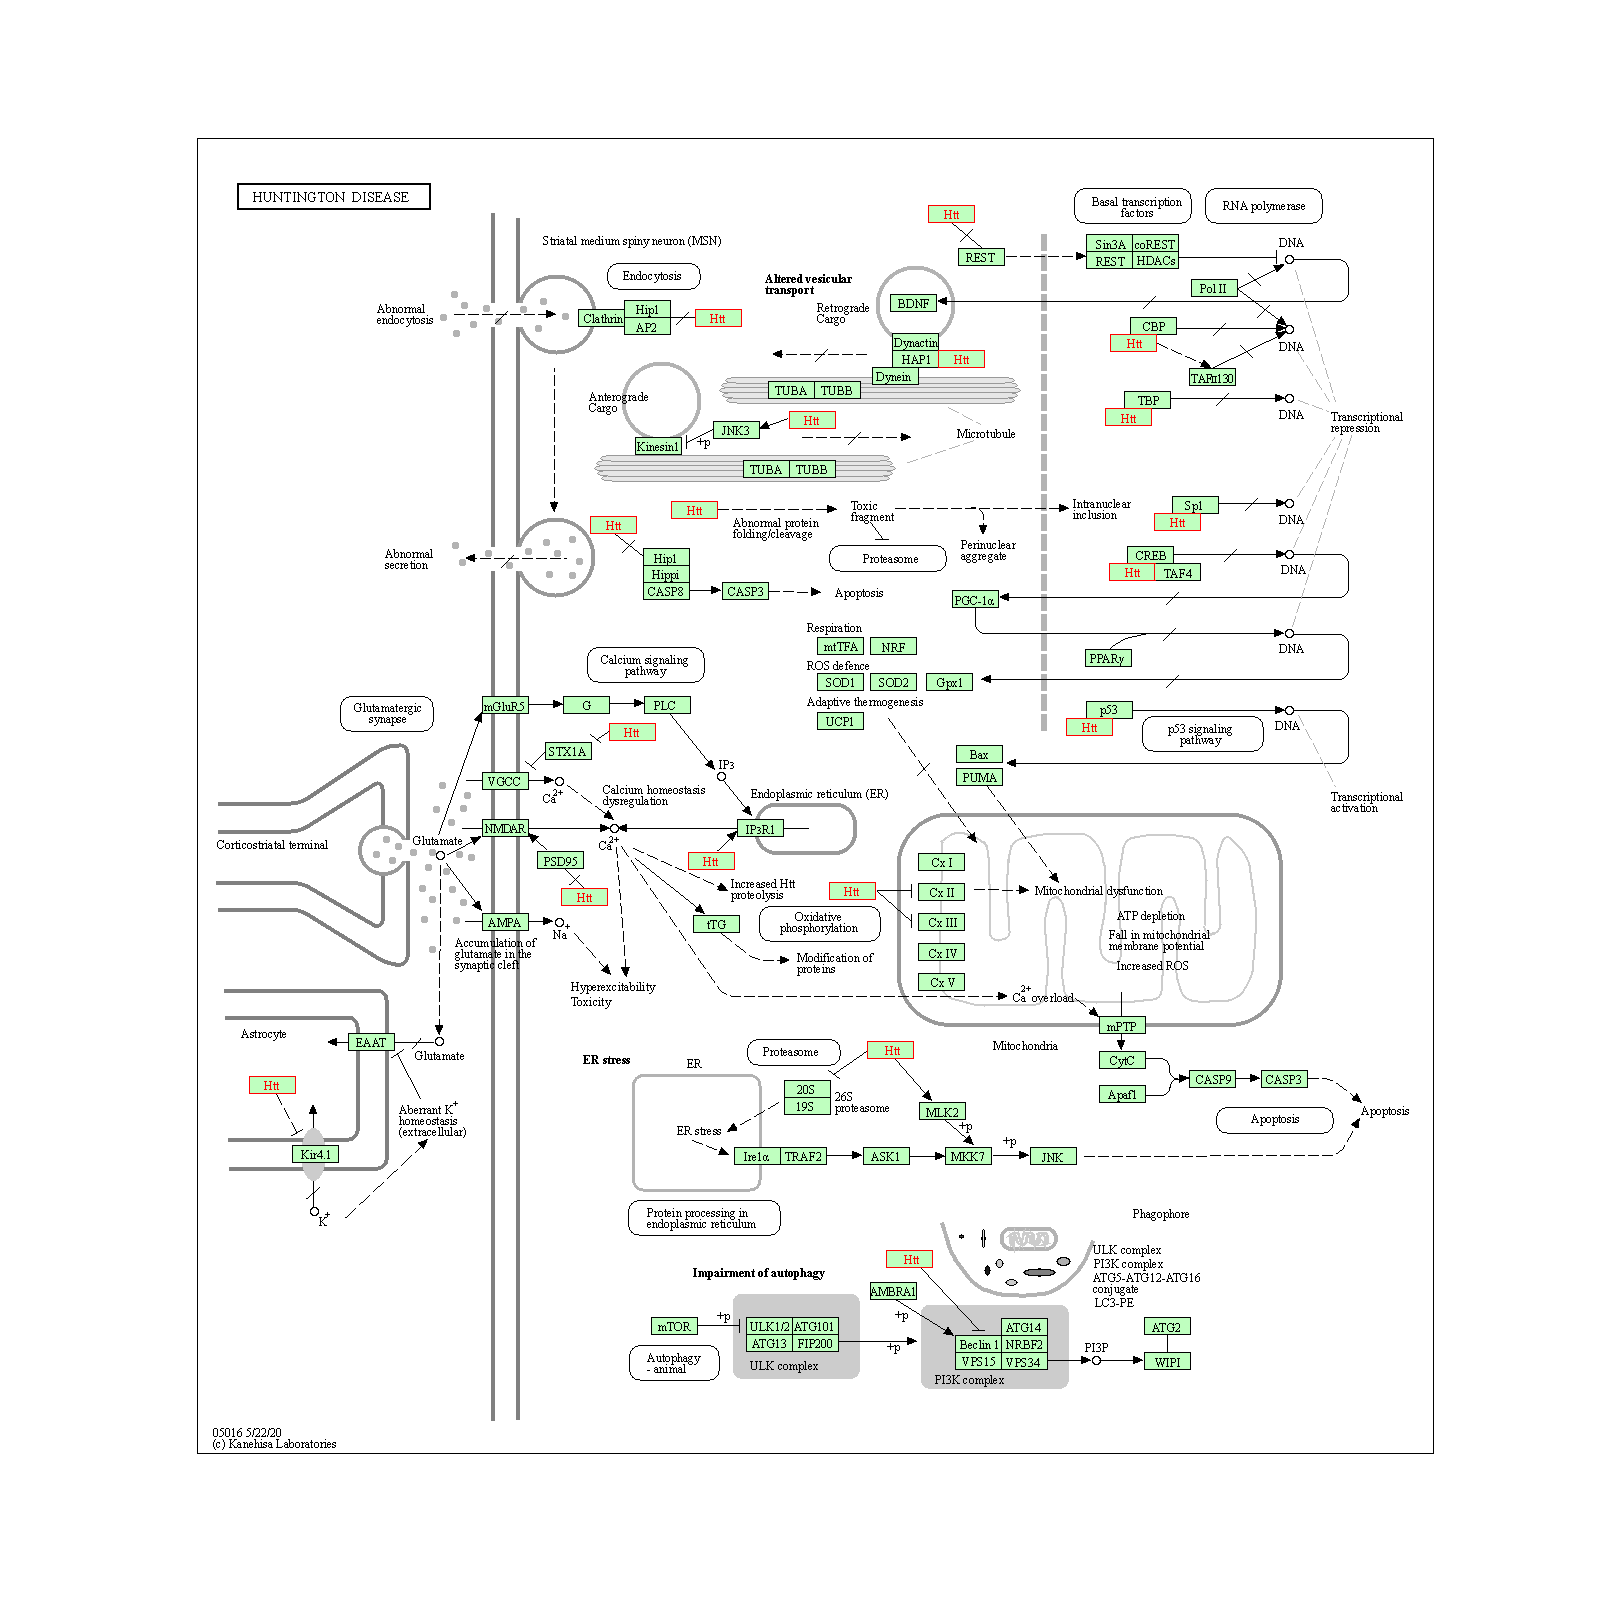 HUNTINGTON DISEASE
Striatal medium spiny neuron (MSN)
Endocytosis
Abnormal
endocytosis
Clathrin
Hip1
AP2
Htt
Altered vesicular
transport
Retrograde
Cargo
BDNF
Dynactin
HAP1
Htt
Dynein
TUBA
TUBB
Anterograde
Cargo
Kinesin1
+p
JNK3
Htt
TUBA
TUBB
Microtubule
Htt
REST
Basal transcription
factors
RNA polymerase
Sin3A
coREST
REST
HDACs
DNA
Pol II
CBP
Htt
DNA
TAFII130
TBP
Htt
DNA
Transcriptional
repression
Sp1
Htt
DNA
CREB
Htt
TAF4
DNA
PGC-1α
PPARγ
DNA
p53
Htt
DNA
p53 signaling
pathway
Transcriptional
activation
Htt
Abnormal protein
folding/cleavage
Toxic
fragment
Intranuclear
inclusion
Perinuclear
aggregate
Proteasome
Abnormal
secretion
Htt
Hip1
Hippi
CASP8
CASP3
Apoptosis
Respiration
mtTFA
NRF
ROS defence
SOD1
SOD2
Gpx1
Adaptive thermogenesis
UCP1
Bax
PUMA
Calcium signaling
pathway
Glutamatergic
synapse
mGluR5
G
PLC
Htt
STX1A
VGCC
Ca2+
IP3
Calcium homeostasis
dysregulation
Endoplasmic reticulum (ER)
Corticostriatal terminal
Glutamate
NMDAR
Ca2+
IP3R1
PSD95
Htt
Htt
Increased Htt
proteolysis
AMPA
Na+
tTG
Accumulation of
glutamate in the
synaptic cleft
Hyperexcitability
Toxicity
Modification of
proteins
Oxidative
phosphorylation
Htt
Cx I
Cx II
Cx III
Cx IV
Cx V
Mitochondrial dysfunction
ATP depletion
Fall in mitochondrial
membrane potential
Increased ROS
Ca2+ overload
mPTP
Mitochondria
CytC
Apaf1
CASP9
CASP3
Apoptosis
Apoptosis
Astrocyte
EAAT
Glutamate
Htt
Aberrant K+
homeostasis
(extracellular)
Kir4.1
K+
ER stress
ER
Proteasome
Htt
20S
19S
26S
proteasome
ER stress
MLK2
+p
Ire1α
TRAF2
ASK1
MKK7
+p
JNK
Protein processing in
endoplasmic reticulum
Phagophore
ULK complex
PI3K complex
ATG5-ATG12-ATG16
conjugate
LC3-PE
Impairment of autophagy
Htt
AMBRA1
+p
mTOR
+p
ULK1/2
ATG101
ATG13
FIP200
ULK complex
+p
ATG14
Beclin 1
NRBF2
VPS15
VPS34
PI3K complex
PI3P
ATG2
WIPI
Autophagy
- animal
05016 5/22/20
(c) Kanehisa Laboratories